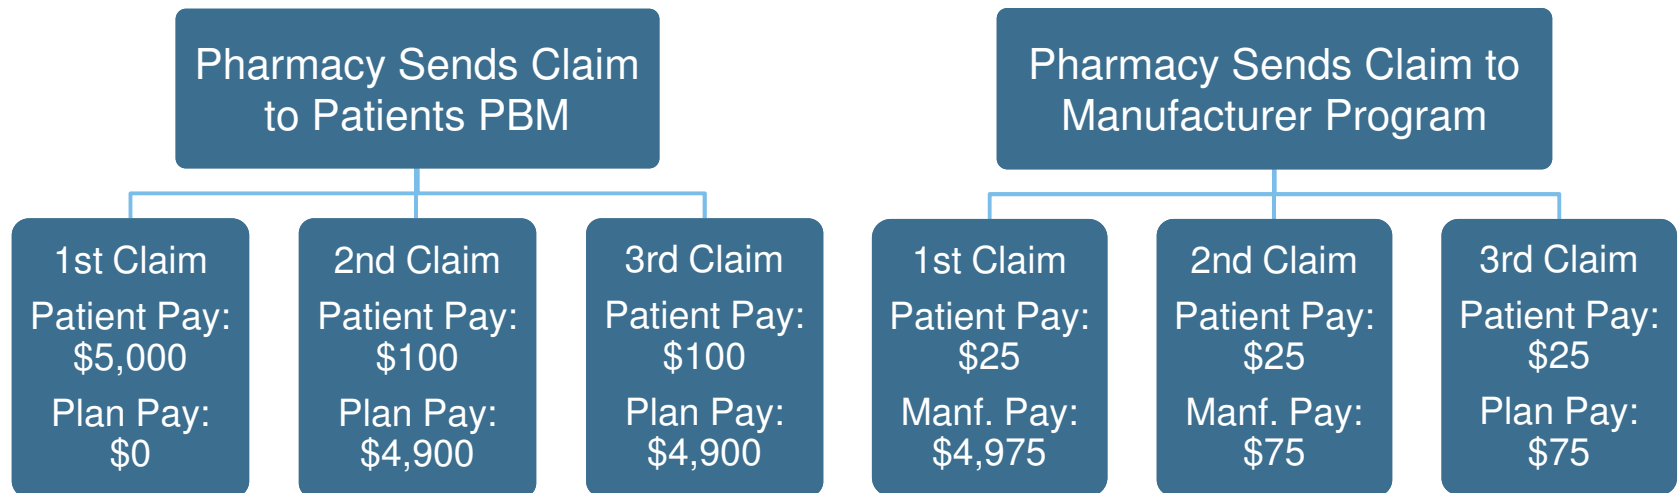 Pharmacy Sends Claim
to Patients PBM
1st Claim
Patient Pay:
$5,000
Plan Pay:
$0
2nd Claim
Patient Pay:
$100
Plan Pay:
$4,900
3rd Claim
Patient Pay:
$100
Plan Pay:
$4,900
Pharmacy Sends Claim to
Manufacturer Program
1st Claim
Patient Pay:
$25
Manf. Pay:
$4,975
2nd Claim
Patient Pay:
$25
Manf. Pay:
$75
3rd Claim
Patient Pay:
$25
Plan Pay:
$75